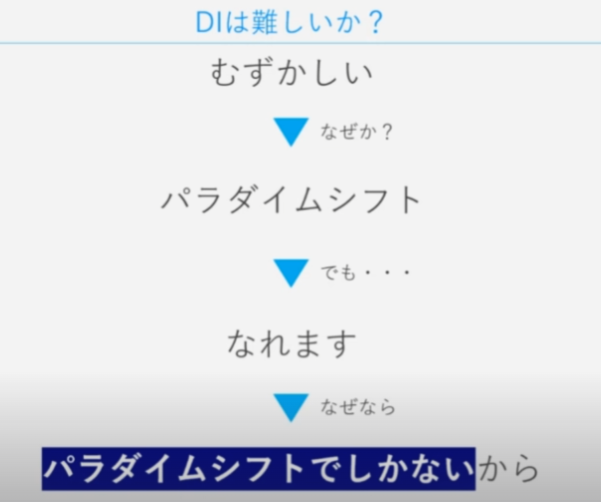 DIは難しいか？
むずかしい
なぜか？
パラダイムシフト
でも・・・
なれます
なぜなら
パラダイムシフトでしかないから